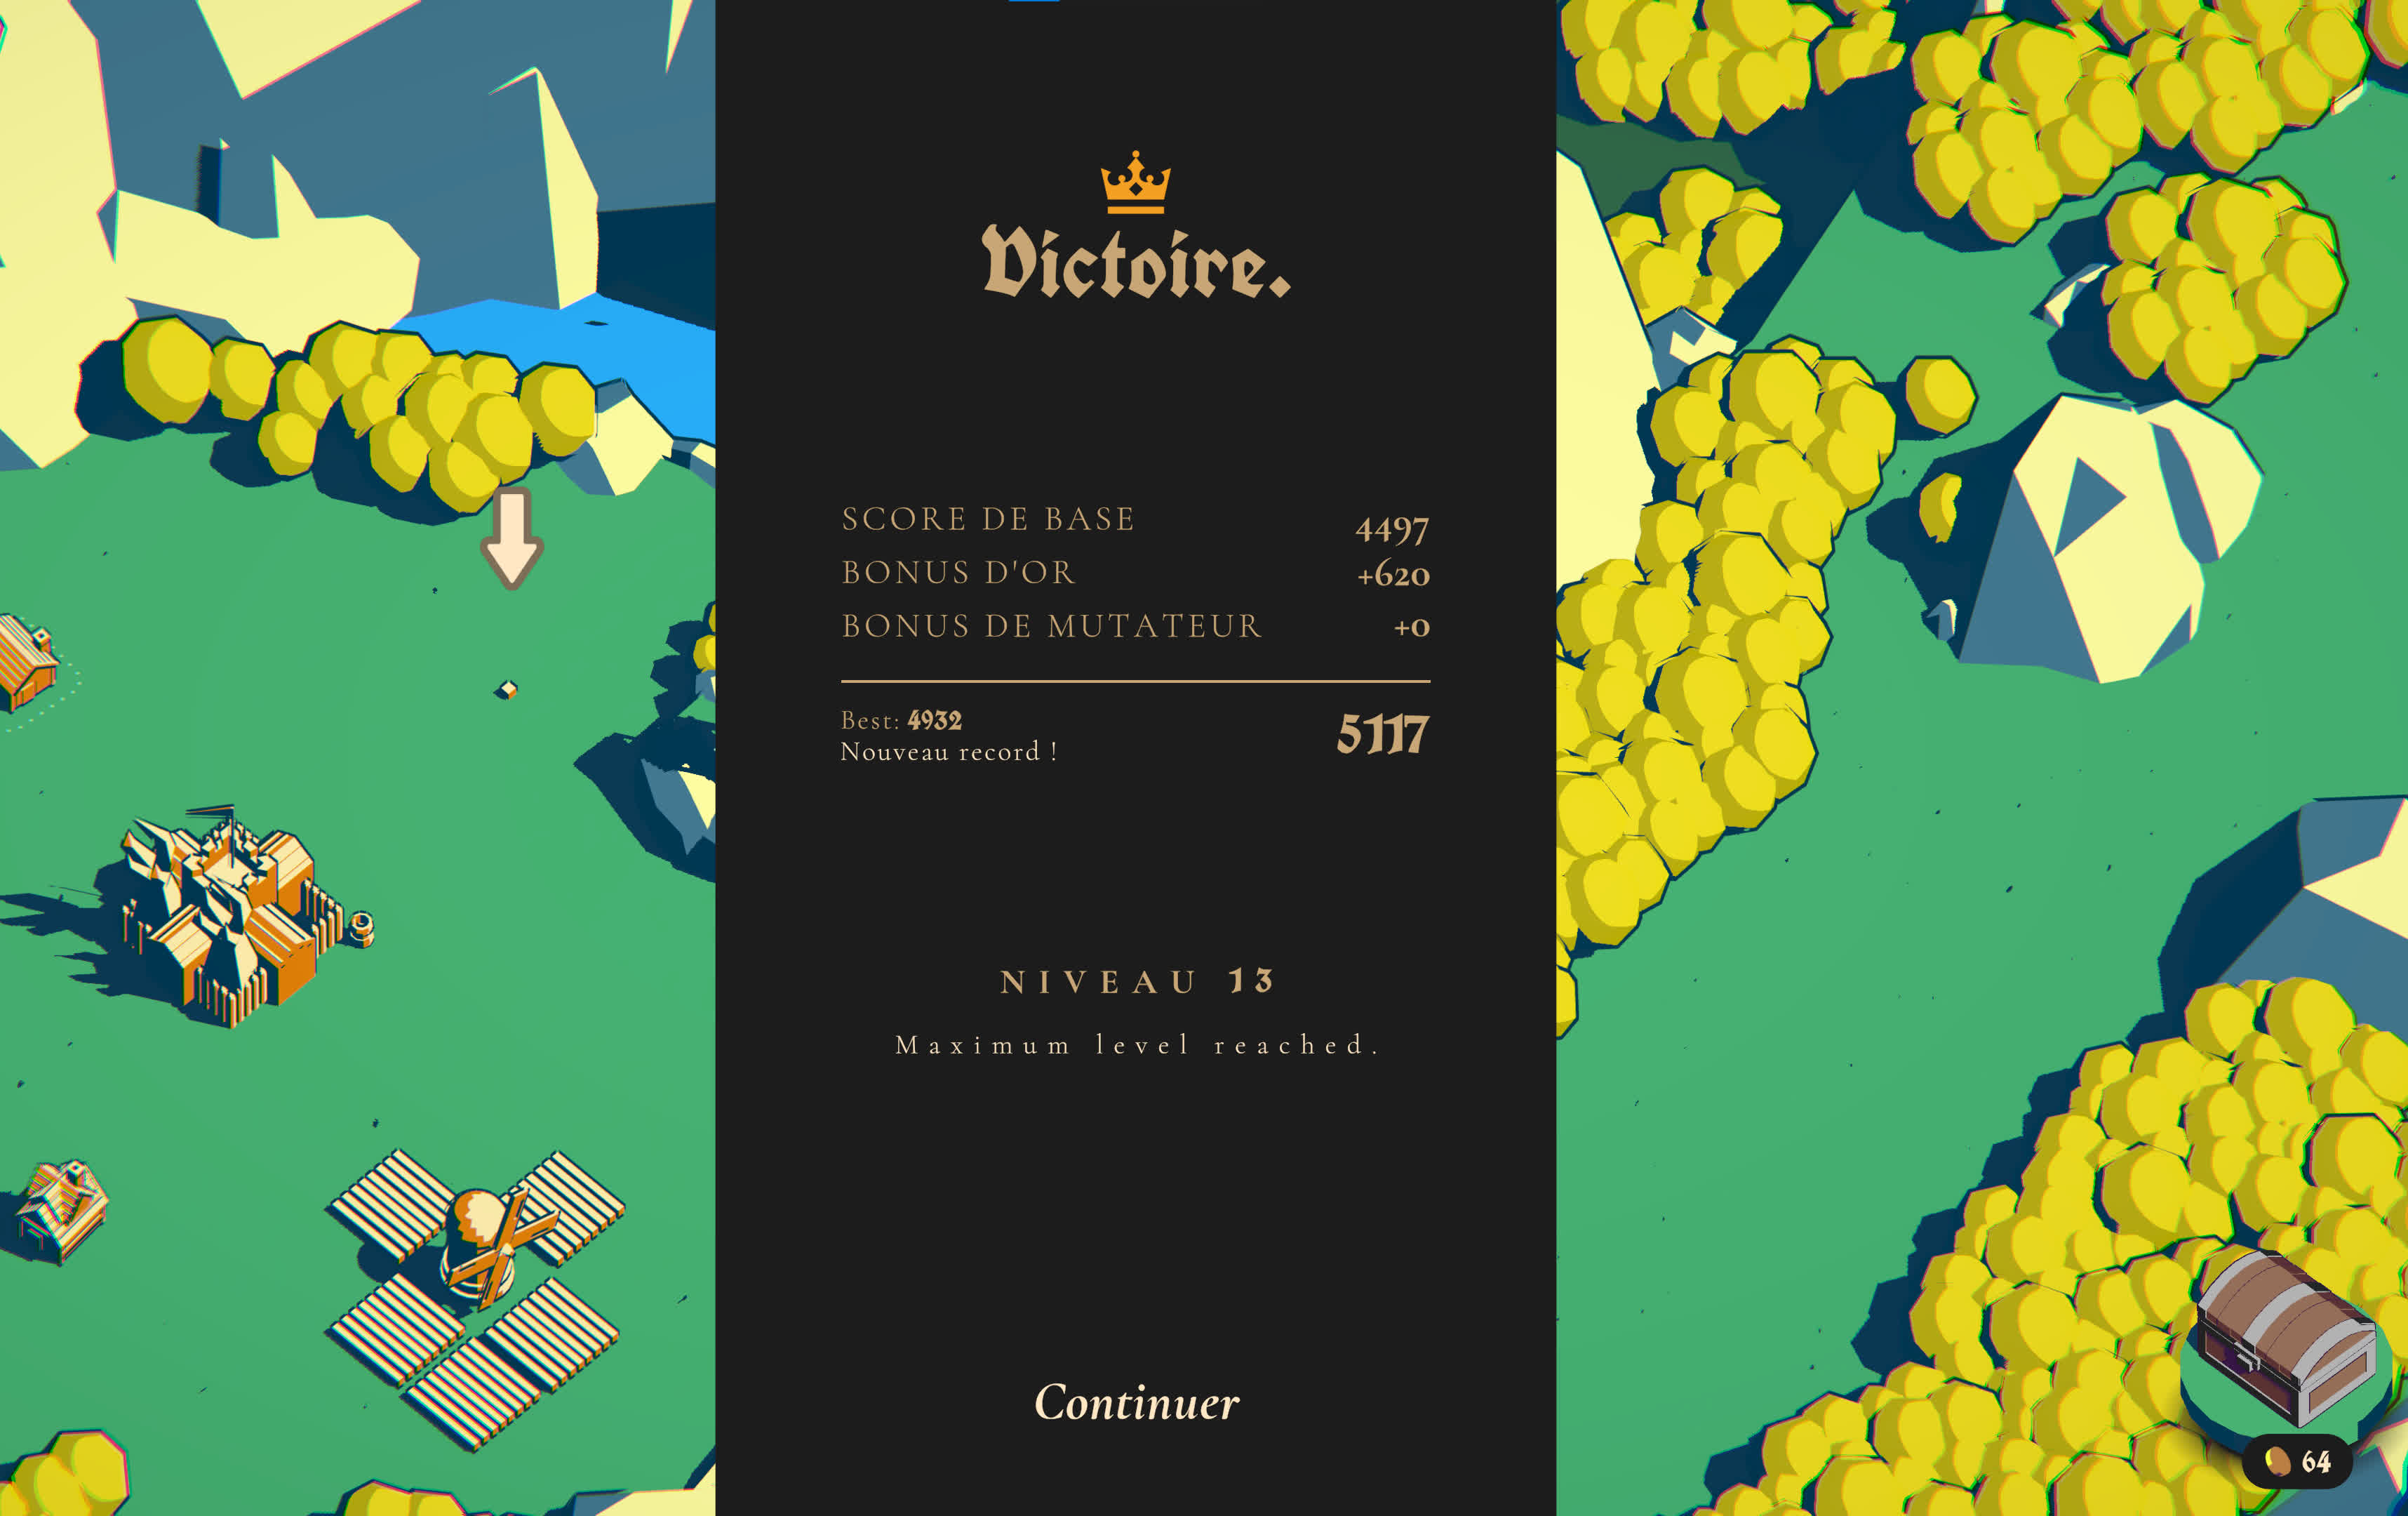 Victoire.
SCORE DE BASE 4497
BONUS D'OR +620
BONUS DE MUTATEUR +0
Best: 4932 5117
Nouveau record !
NIVEAU 13
Maximum level reached.
Continuer
64